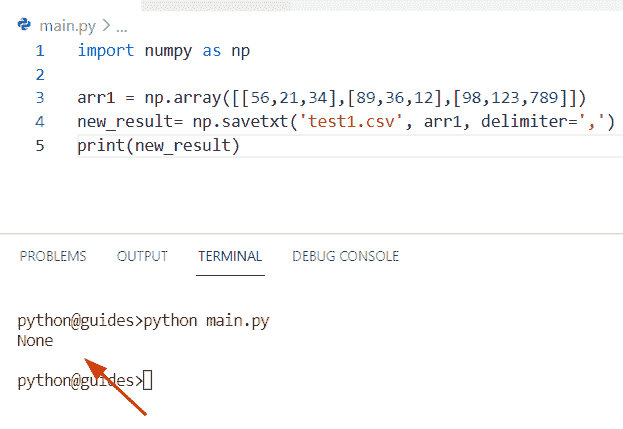 main.py > ...
1 import numpy as np
2
3 arr1 = np.array([[56,21,34],[89,36,12],[98,123,789]])
4 new_result= np.savetxt('test1.csv', arr1, delimiter=',')
5 print(new_result)
PROBLEMS OUTPUT TERMINAL DEBUG CONSOLE
python@guides>python main.py
None
python@guides>